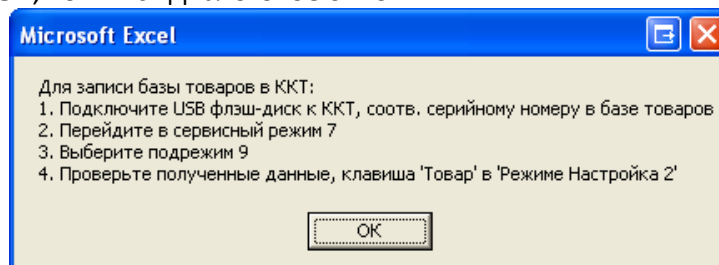 Microsoft Excel
Для записи базы товаров в ККТ:
1. Подключите USB флэш-диск к ККТ, соотв. серийному номеру в базе товаров
2. Перейдите в сервисный режим 7
3. Выберите подрежим 9
4. Проверьте полученные данные, клавиша 'Товар' в 'Режиме Настройка 2'
OK